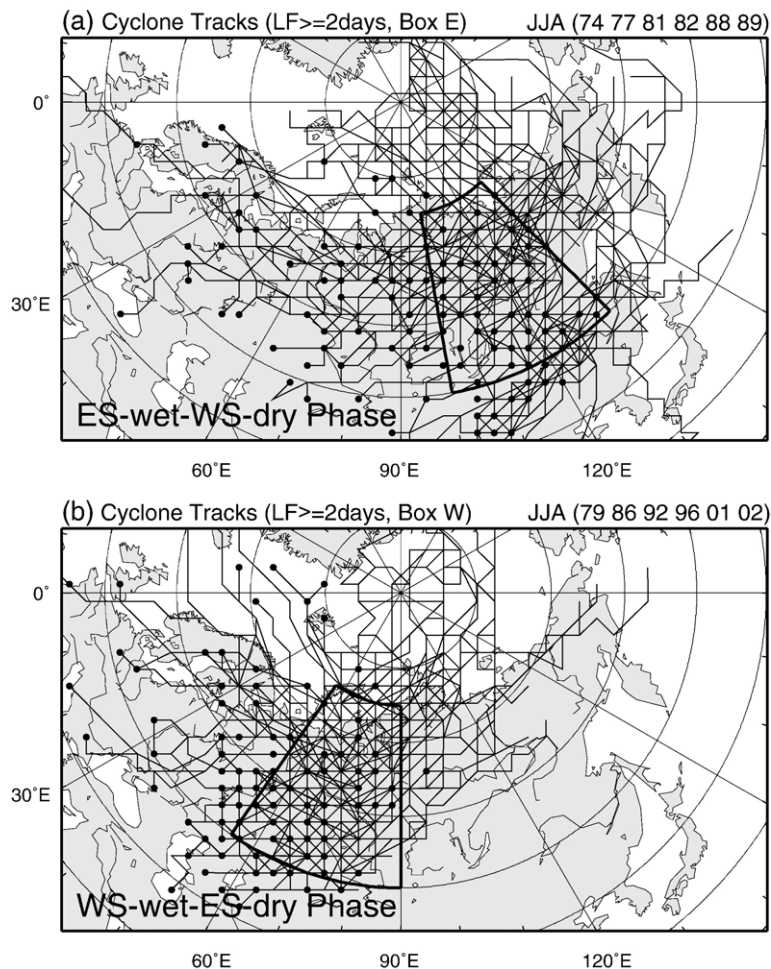 (a) Cyclone Tracks (LF>=2days, Box E) JJA (74 77 81 82 88 89)
0°
30°E
ES-wet-WS-dry Phase
60°E 90°E 120°E
(b) Cyclone Tracks (LF>=2days, Box W) JJA (79 86 92 96 01 02)
0°
30°E
WS-wet-ES-dry Phase
60°E 90°E 120°E